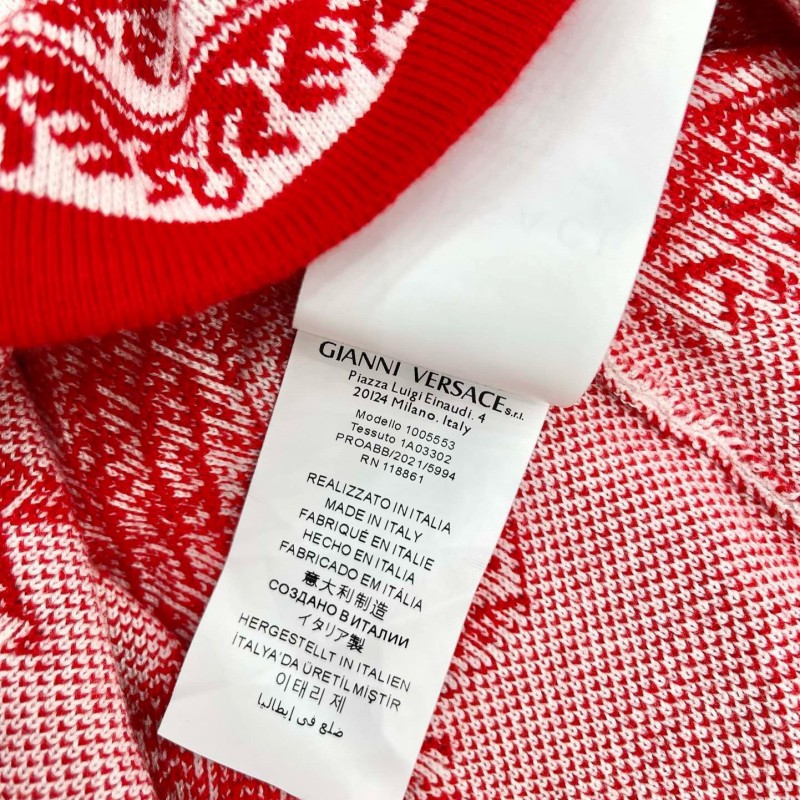 GIANNI VERSACE s.r.l.
Piazza Luigi Einaudi. 4
20124 Milano. Italy
Modello 1005553
Tessuto 1A03302
PROABB/2021/5994
RN 118861
REALIZZATO IN ITALIA
MADE IN ITALY
FABRIQUÉ EN ITALIE
HECHO EN ITALIA
FABRICADO EM ITÁLIA
意大利制造
СОЗДАНО В ИТАЛИИ
イタリア製
HERGESTELLT IN ITALIEN
İTALYA'DA ÜRETİLMİŞTİR
이태리 제
صلع في إيطاليا